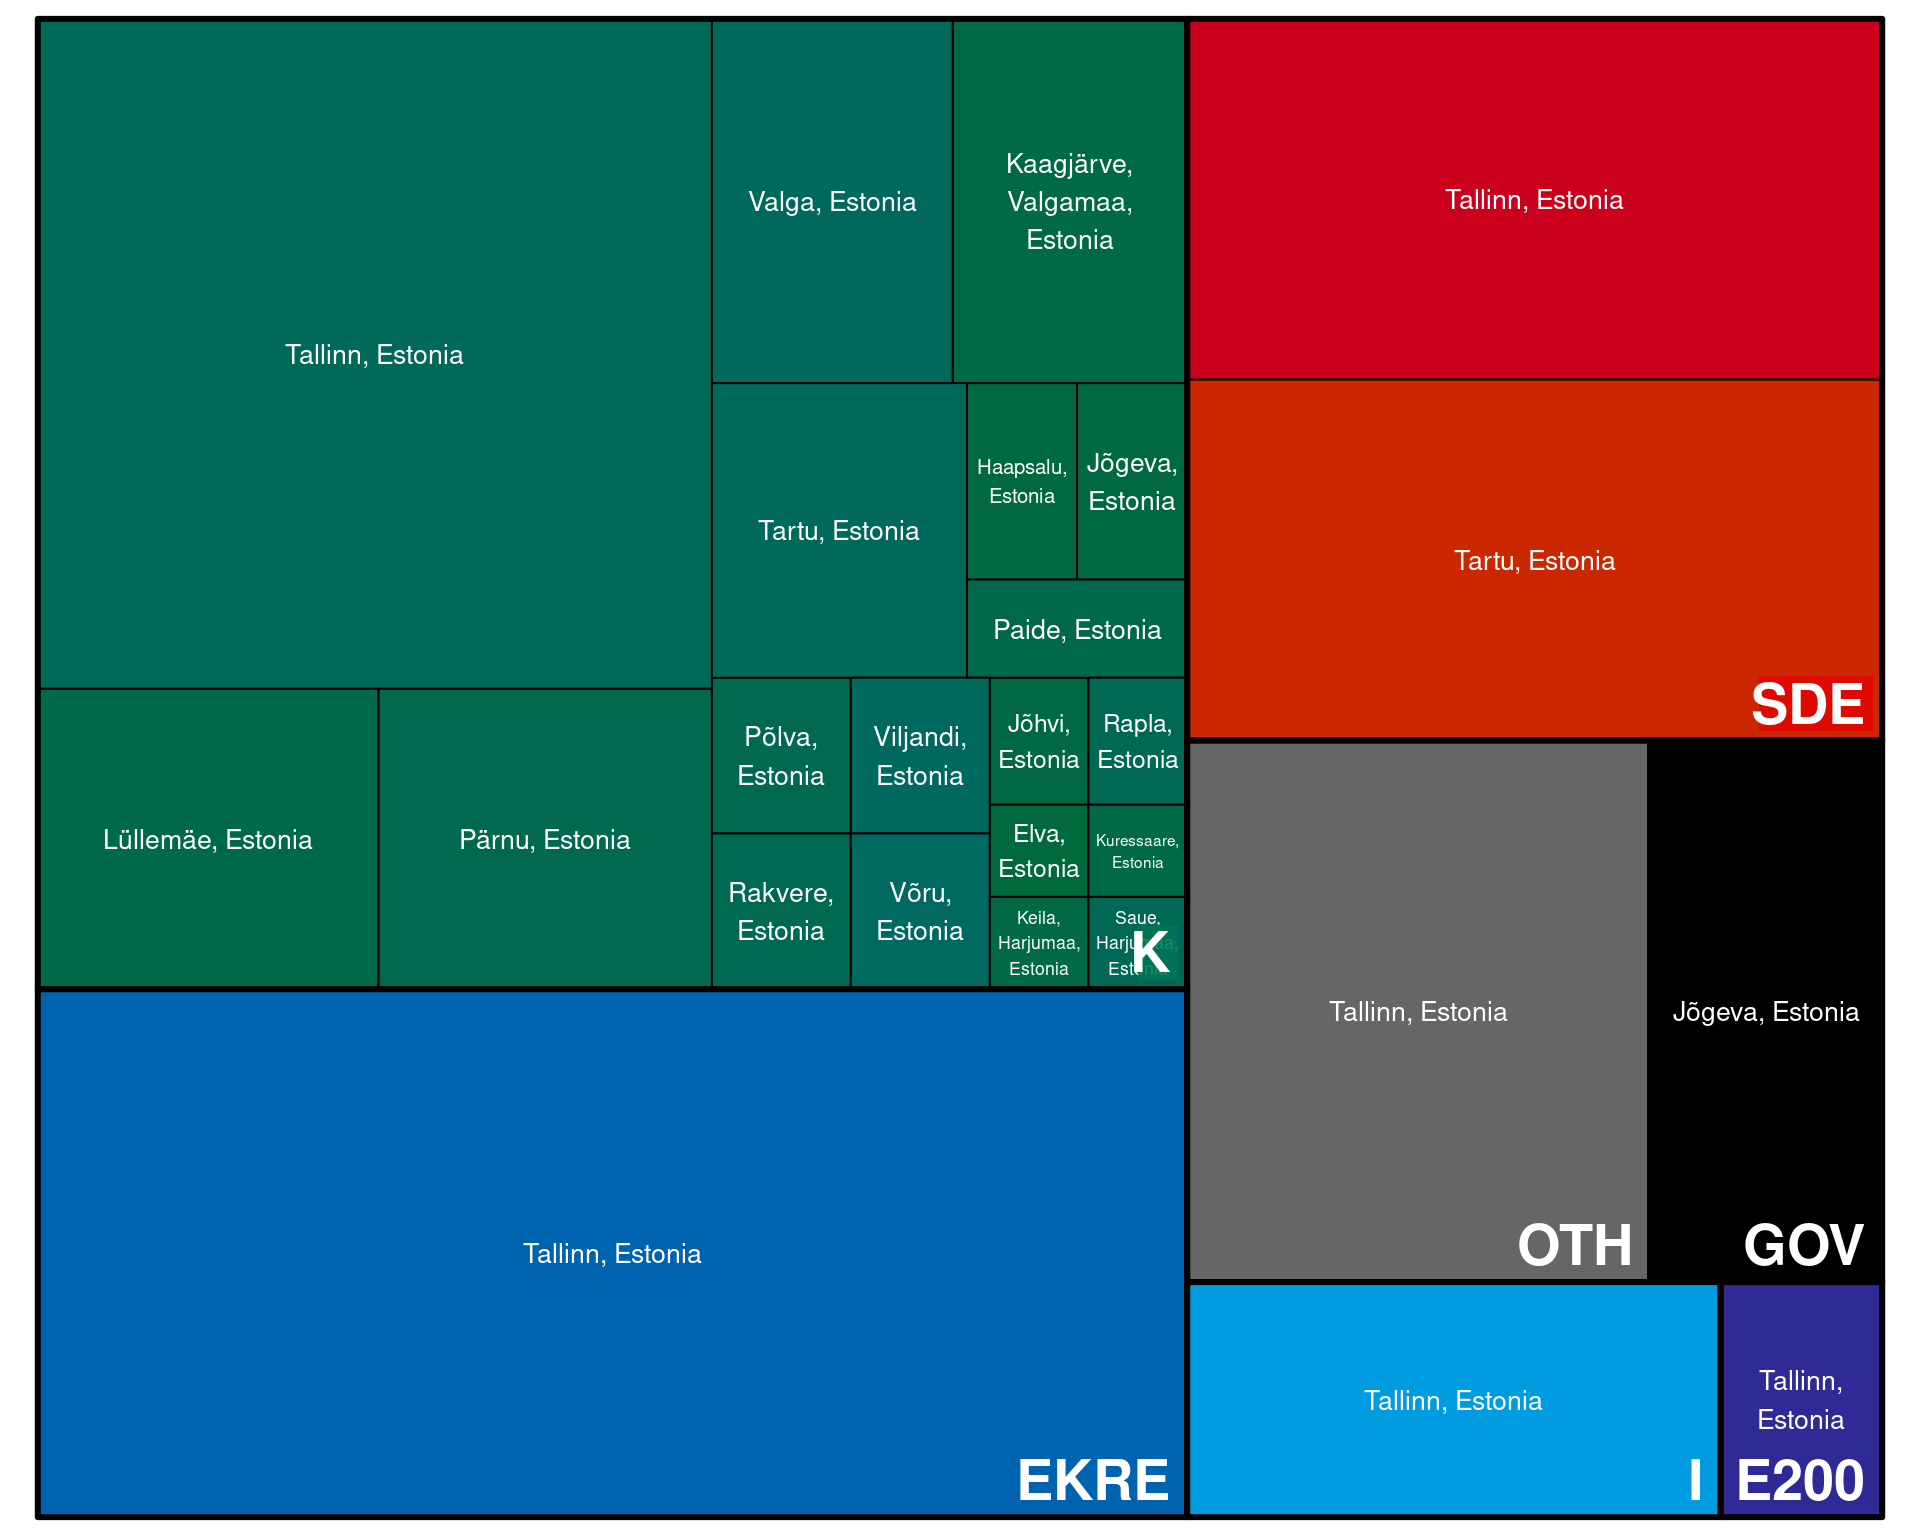 Tallinn, Estonia
Valga, Estonia
Kaagjärve,
Valgamaa,
Estonia
Tartu, Estonia
Haapsalu,
Estonia
Jõgeva,
Estonia
Paide, Estonia
Lüllemäe, Estonia
Pärnu, Estonia
Põlva,
Estonia
Viljandi,
Estonia
Jõhvi,
Estonia
Rapla,
Estonia
Rakvere,
Estonia
Võru,
Estonia
Elva,
Estonia
Kuressaare,
Estonia
Keila,
Harjumaa,
Estonia
Saue,
Harjumaa,
Estonia
K
Tallinn, Estonia
EKRE
Tallinn, Estonia
Tartu, Estonia
SDE
Tallinn, Estonia
OTH
Jõgeva, Estonia
GOV
Tallinn, Estonia
I
Tallinn,
Estonia
E200